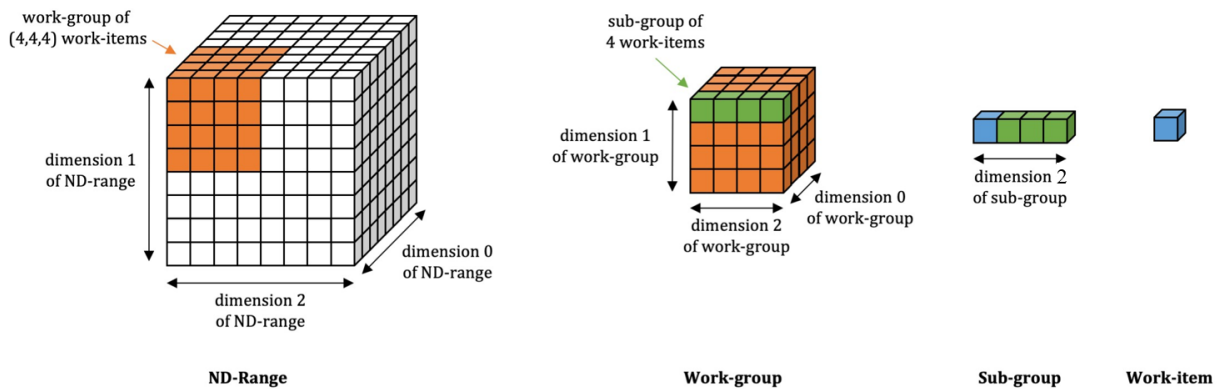 work-group of
(4,4,4) work-items
dimension 1
of ND-range
dimension 0
of ND-range
dimension 2
of ND-range
ND-Range
sub-group of
4 work-items
dimension 1
of work-group
dimension 0
of work-group
dimension 2
of work-group
Work-group
dimension 2
of sub-group
Sub-group
Work-item